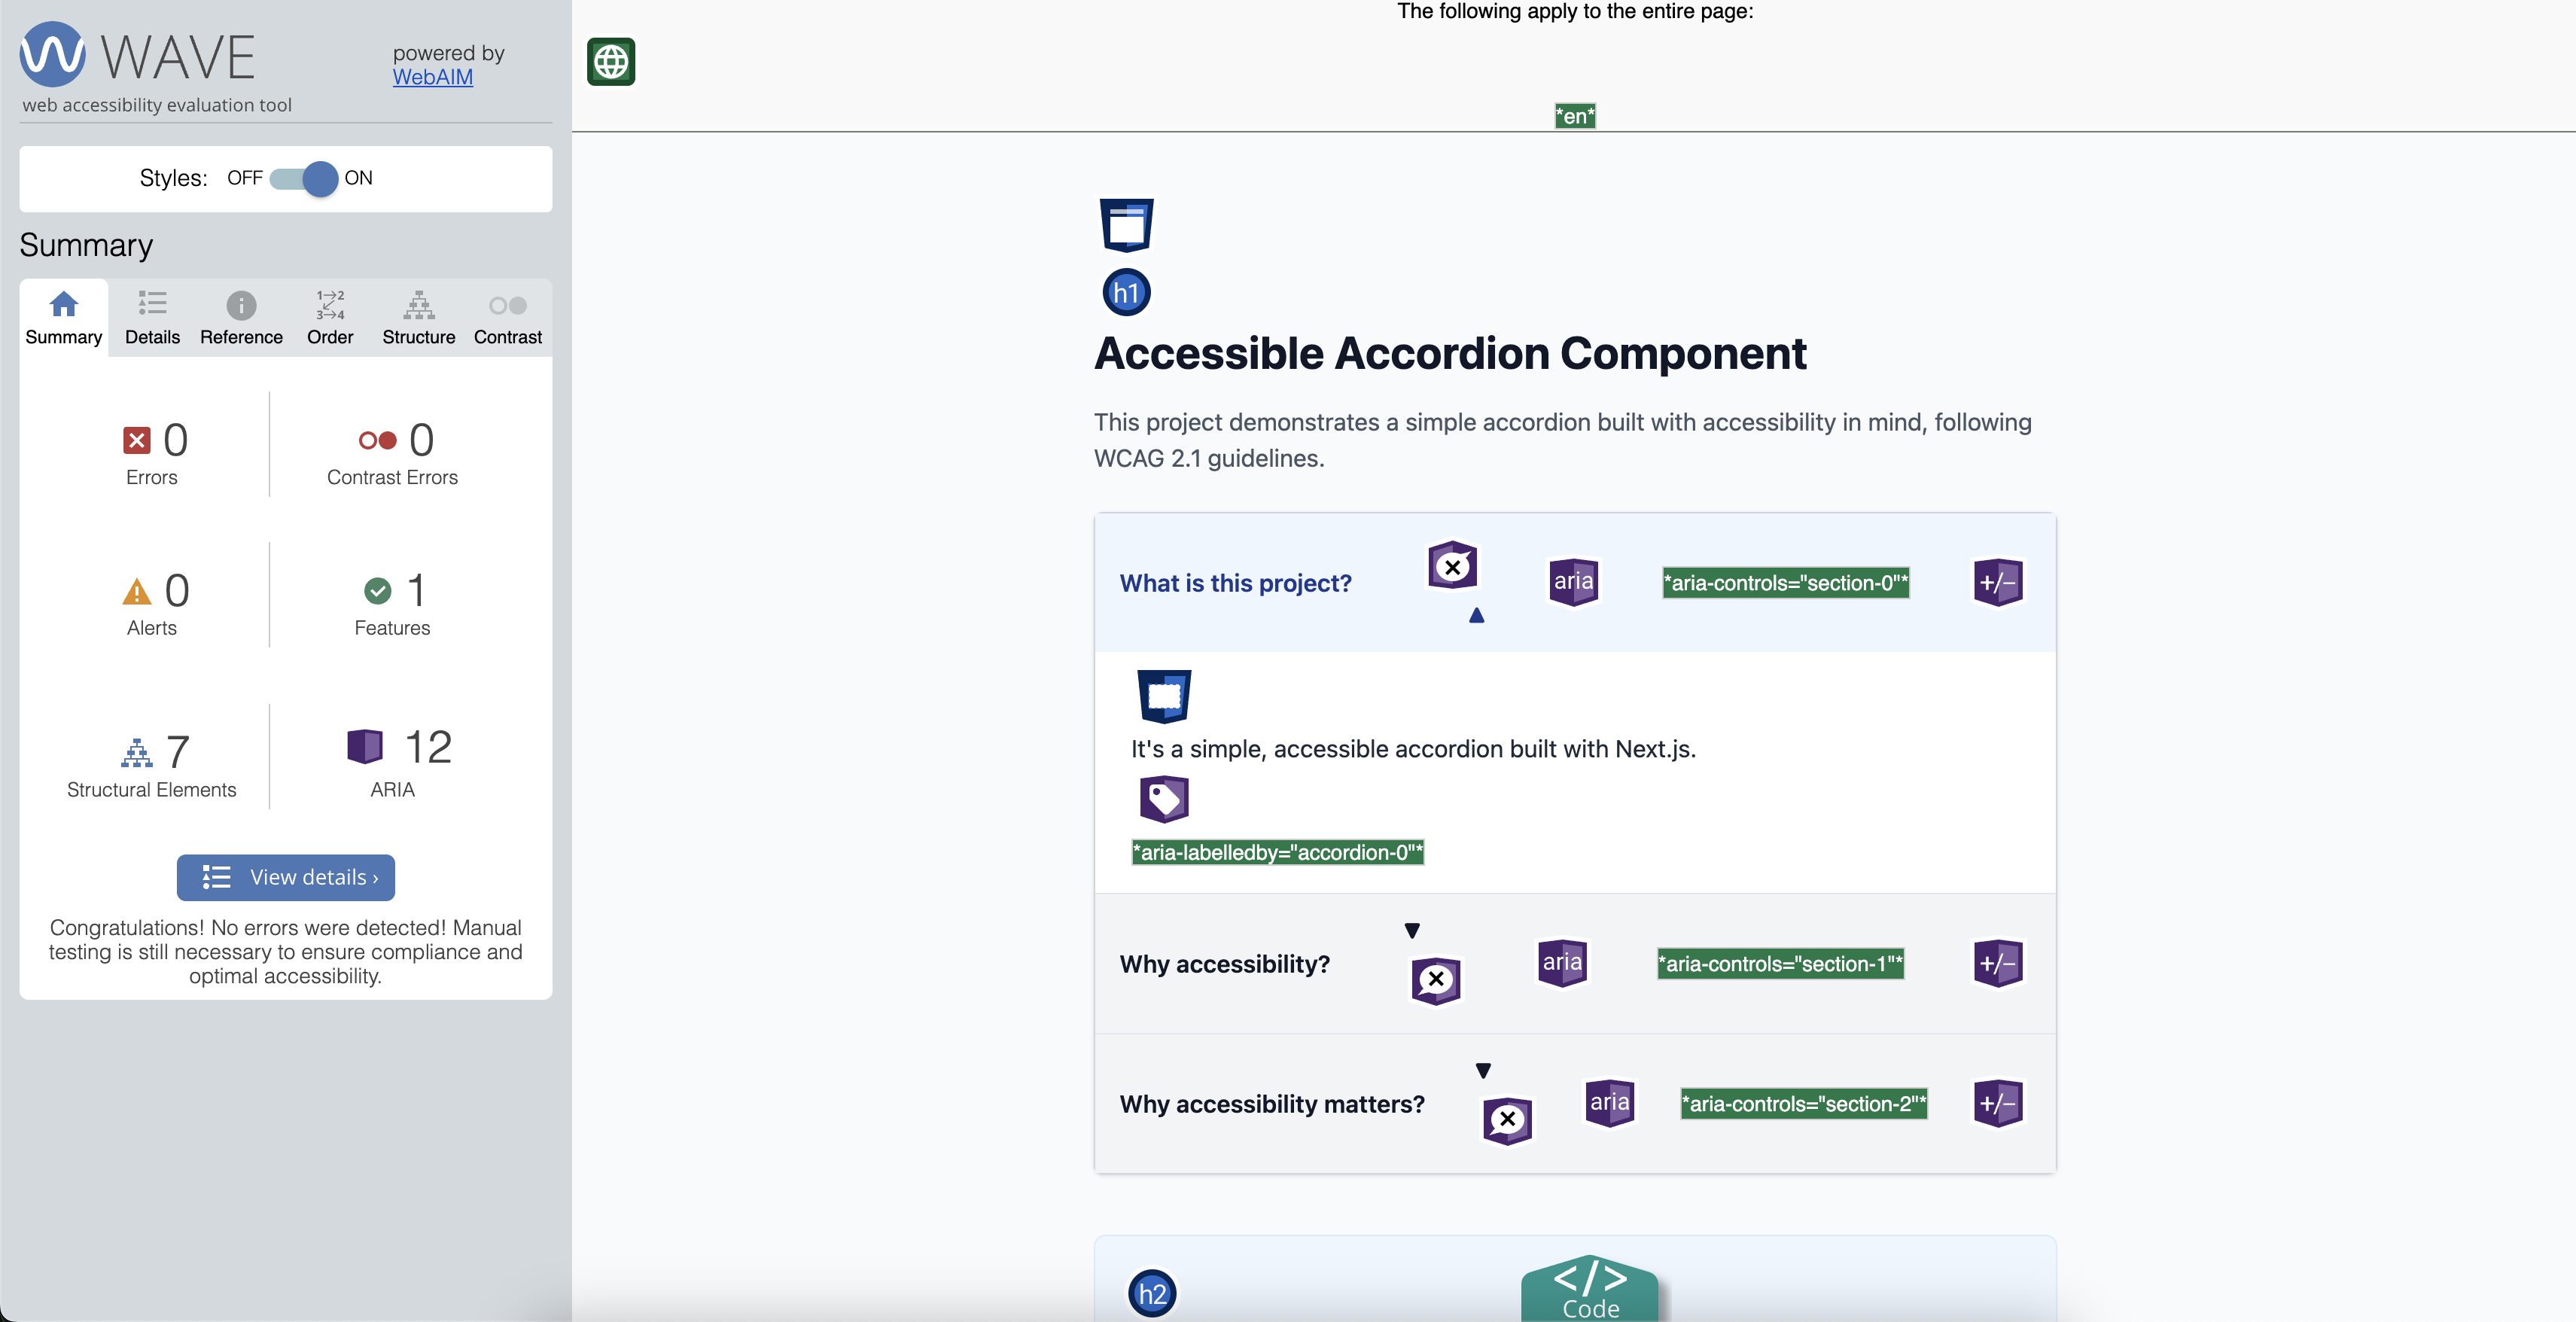 WAVE
powered by
WebAIM
web accessibility evaluation tool
Styles: OFF ON
Summary
Summary
Details
Reference
1→2
3→4
Order
Structure
Contrast
0
Errors
0
Contrast Errors
0
Alerts
1
Features
7
Structural Elements
12
ARIA
View details ›
Congratulations! No errors were detected! Manual
testing is still necessary to ensure compliance and
optimal accessibility.
The following apply to the entire page:
*en*
h1
Accessible Accordion Component
This project demonstrates a simple accordion built with accessibility in mind, following
WCAG 2.1 guidelines.
What is this project? aria *aria-controls="section-0"* +/−
It's a simple, accessible accordion built with Next.js.
*aria-labelledby="accordion-0"*
Why accessibility? aria *aria-controls="section-1"* +/−
Why accessibility matters? aria *aria-controls="section-2"* +/−
h2
</>
Code